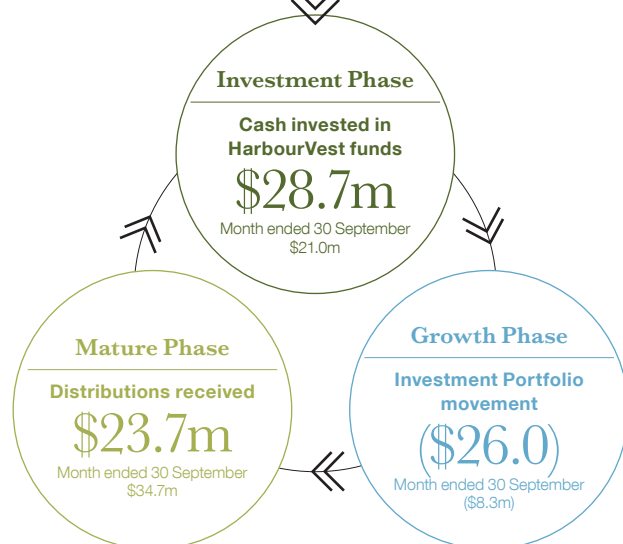 Investment Phase
Cash invested in
HarbourVest funds
$28.7m
Month ended 30 September
$21.0m
Mature Phase
Distributions received
$23.7m
Month ended 30 September
$34.7m
Growth Phase
Investment Portfolio
movement
($26.0)
Month ended 30 September
($8.3m)